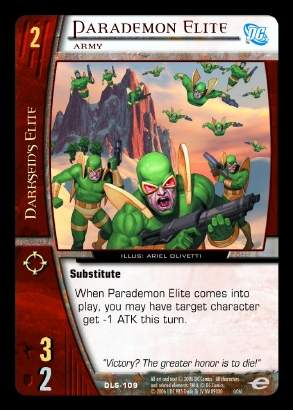 2
PARADEMON ELITE
ARMY
DC
DARKSEID'S ELITE
ILLUS: ARIEL OLIVETTI
Substitute
When Parademon Elite comes into
play, you may have target character
get -1 ATK this turn.
3
2
"Victory? The greater honor is to die!"
DLS-109